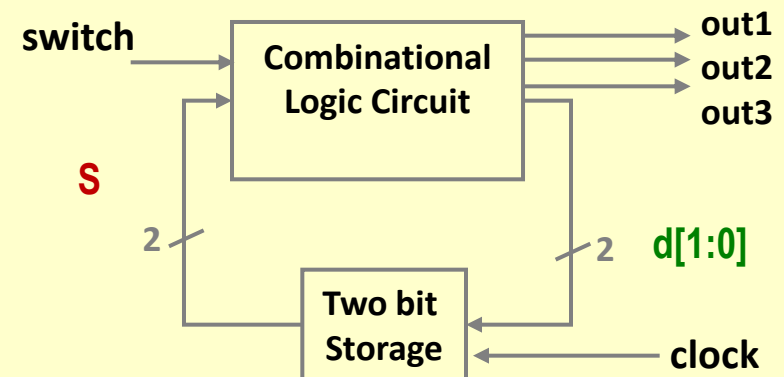 switch
Combinational
Logic Circuit
out1
out2
out3
S
2
2
d[1:0]
Two bit
Storage
clock